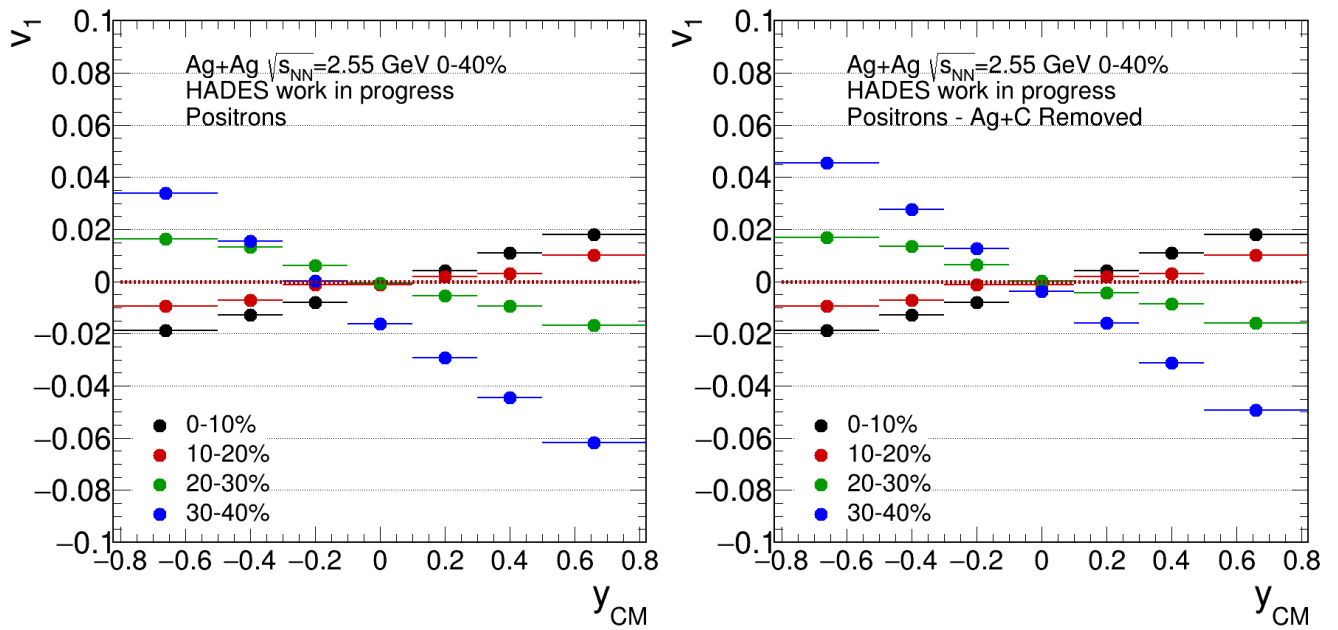 v1
0.1
0.08
0.06
0.04
0.02
0
−0.02
−0.04
−0.06
−0.08
−0.1
Ag+Ag √sNN=2.55 GeV 0-40%
HADES work in progress
Positrons
0-10%
10-20%
20-30%
30-40%
−0.8 −0.6 −0.4 −0.2 0 0.2 0.4 0.6 0.8
yCM
v1
0.1
0.08
0.06
0.04
0.02
0
−0.02
−0.04
−0.06
−0.08
−0.1
Ag+Ag √sNN=2.55 GeV 0-40%
HADES work in progress
Positrons - Ag+C Removed
0-10%
10-20%
20-30%
30-40%
−0.8 −0.6 −0.4 −0.2 0 0.2 0.4 0.6 0.8
yCM